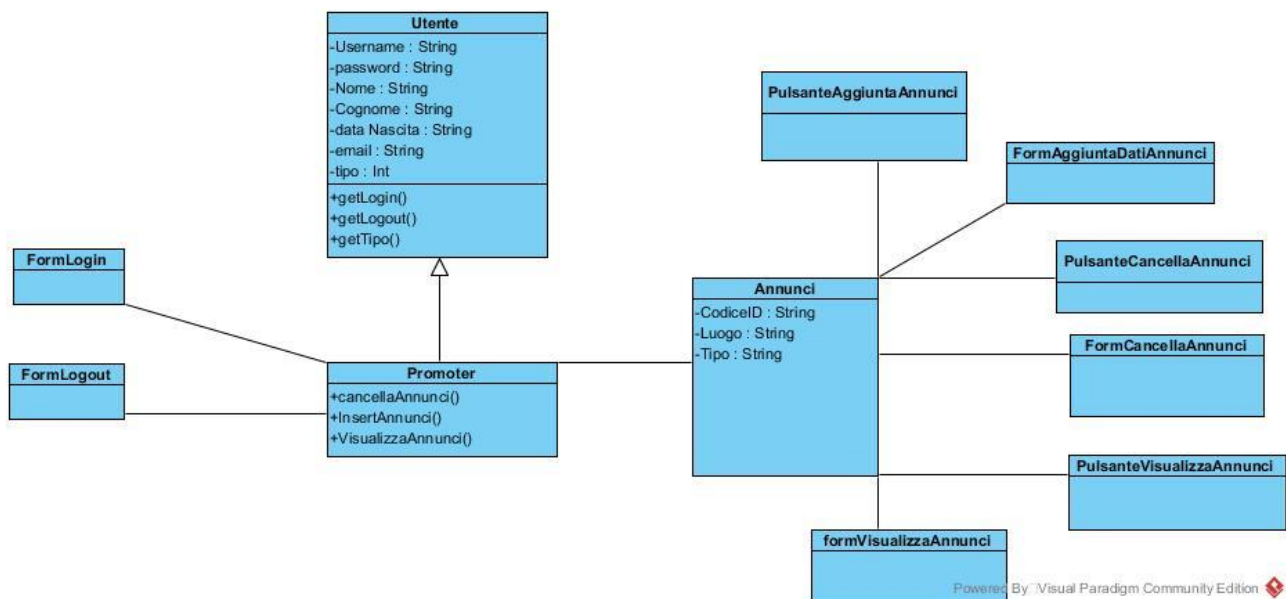 Utente
-Username : String
-password : String
-Nome : String
-Cognome : String
-data Nascita : String
-email : String
-tipo : Int
+getLogin()
+getLogout()
+getTipo()
PulsanteAggiuntaAnnunci
FormAggiuntaDatiAnnunci
FormLogin
PulsanteCancellaAnnunci
Annunci
-CodiceID : String
-Luogo : String
-Tipo : String
FormCancellaAnnunci
FormLogout
Promoter
+cancellaAnnunci()
+InsertAnnunci()
+VisualizzaAnnunci()
PulsanteVisualizzaAnnunci
formVisualizzaAnnunci
Powered By Visual Paradigm Community Edition